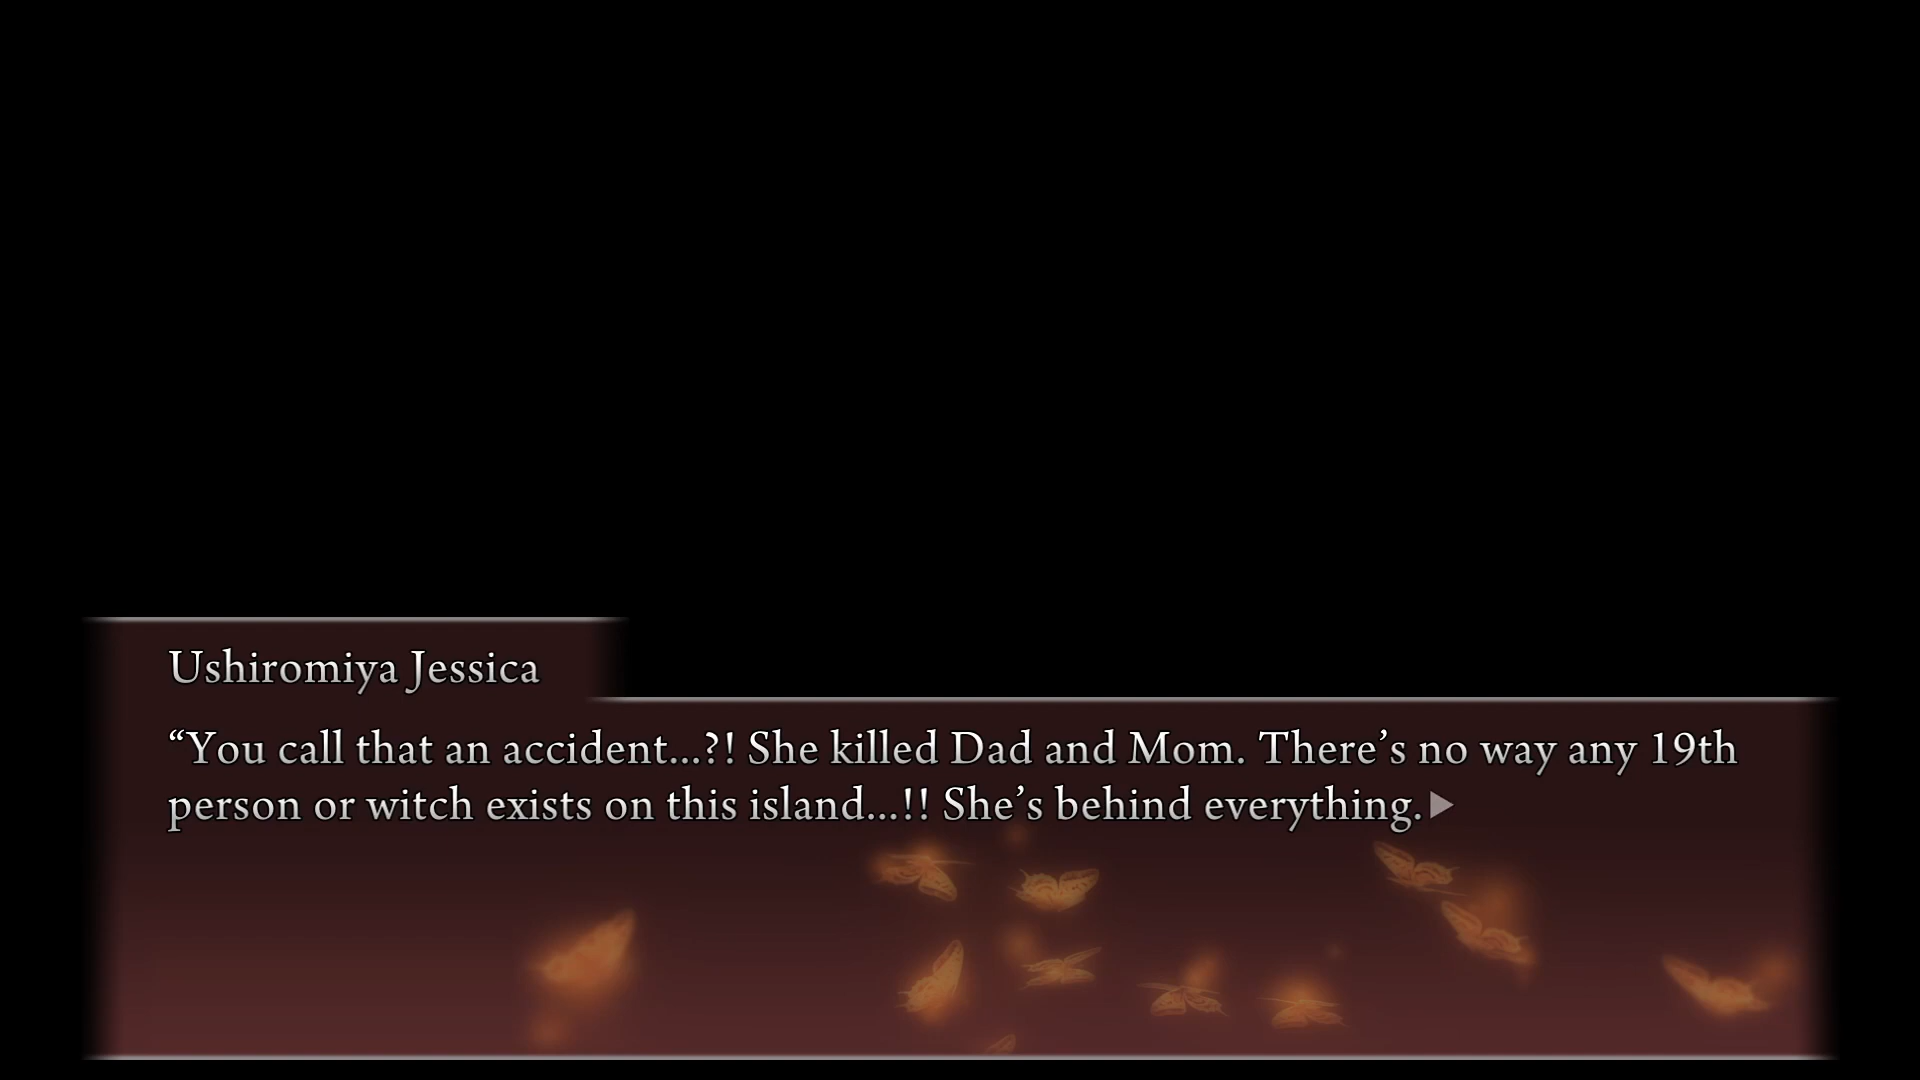 Ushiromiya Jessica
“You call that an accident...?! She killed Dad and Mom. There’s no way any 19th
person or witch exists on this island...!! She’s behind everything.